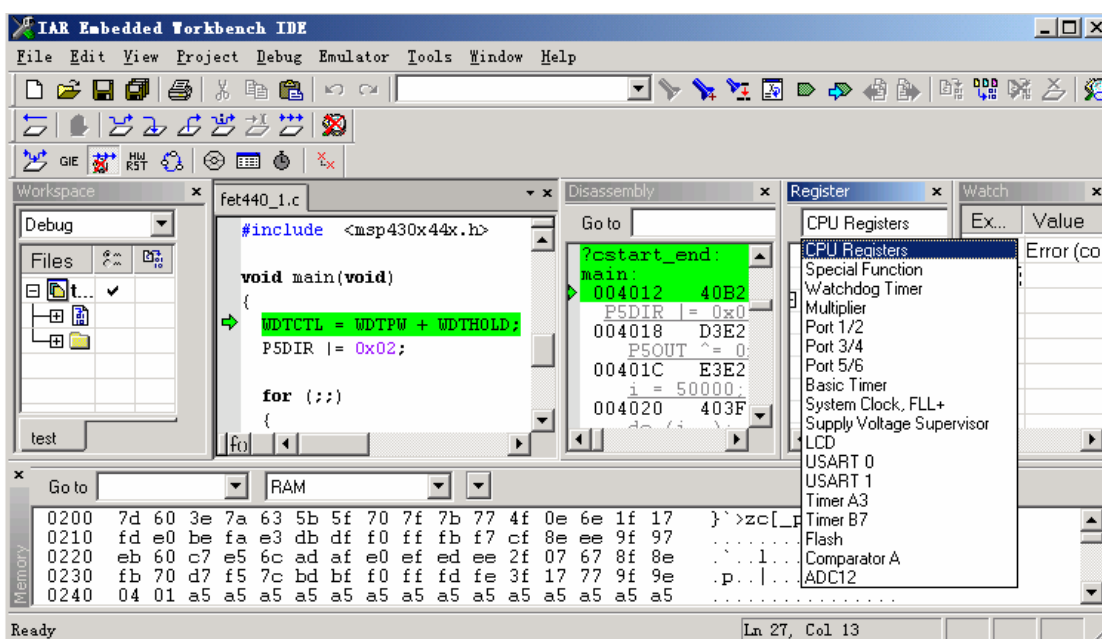 IAR Embedded Workbench IDE
File Edit View Project Debug Emulator Tools Window Help
GIE HW RST
Workspace
Debug
Files
t...
test
fet440_1.c
#include <msp430x44x.h>
void main(void)
{
WDTCTL = WDTPW + WDTHOLD;
P5DIR |= 0x02;
for (;;)
{
f()
Disassembly
Go to
?cstart_end:
main:
004012 40B2
P5DIR |= 0x0
004018 D3E2
P5OUT ^= 0
00401C E3E2
i = 50000;
004020 403F
Register
CPU Registers
CPU Registers
Special Function
Watchdog Timer
Multiplier
Port 1/2
Port 3/4
Port 5/6
Basic Timer
System Clock, FLL+
Supply Voltage Supervisor
LCD
USART 0
USART 1
Timer A3
Timer B7
Flash
Comparator A
ADC12
Watch
Ex... Value
Error (co
Memory
Go to RAM
0200 7d 60 3e 7a 63 5b 5f 70 7f 7b 77 4f 0e 6e 1f 17 }`>zc[_p
0210 fd e0 be fa e3 db df f0 ff fb f7 cf 8e ee 9f 97 ........
0220 eb 60 c7 e5 6c ad af e0 ef ed ee 2f 07 67 8f 8e .`..l...
0230 fb 70 d7 f5 7c bd bf f0 ff fd fe 3f 17 77 9f 9e .p..|...
0240 04 01 a5 a5 a5 a5 a5 a5 a5 a5 a5 a5 a5 a5 a5 a5 ................
Ready
Ln 27, Col 13